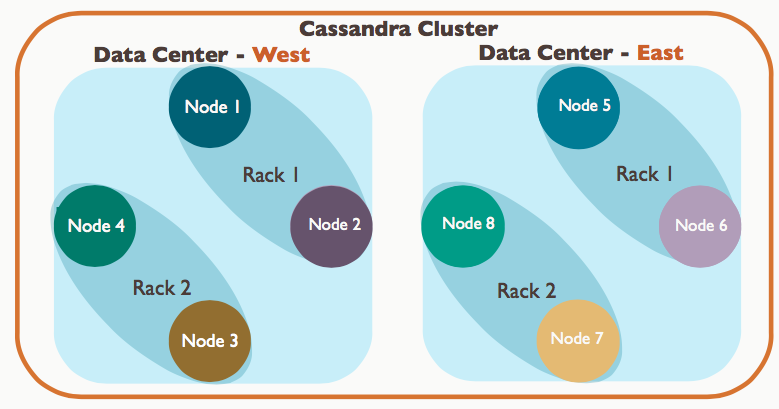 Cassandra Cluster
Data Center - West
Node 1
Rack 1
Node 4
Node 2
Rack 2
Node 3
Data Center - East
Node 5
Rack 1
Node 8
Node 6
Rack 2
Node 7